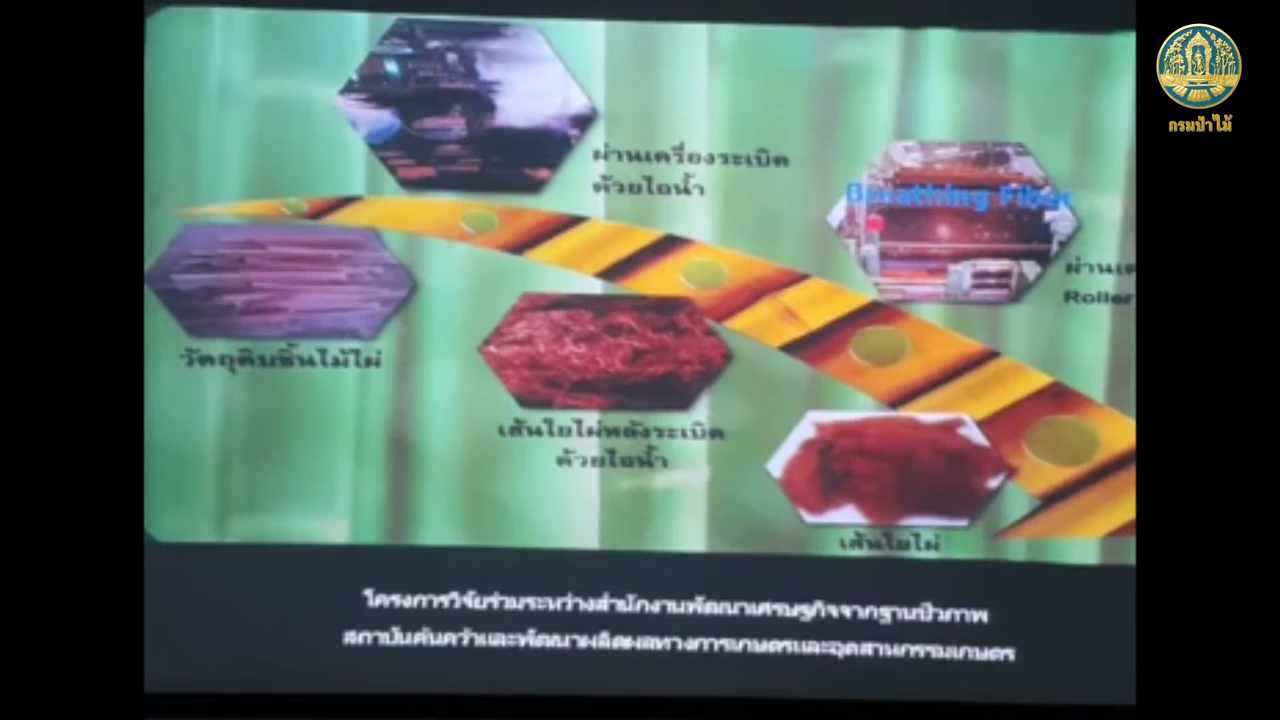 กรมป่าไม้
ผ่านเครื่องระเบิด
ด้วยไอน้ำ
Breathing Fiber
ผ่านเค
Roller
วัตถุดิบชิ้นไม้ไผ่
เส้นใยไผ่หลังระเบิด
ด้วยไอน้ำ
เส้นใยไผ่
โครงการวิจัยร่วมระหว่างสำนักงานพัฒนาเศรษฐกิจจากฐานชีวภาพ
สถาบันค้นคว้าและพัฒนาผลิตผลทางการเกษตรและอุตสาหกรรมเกษตร